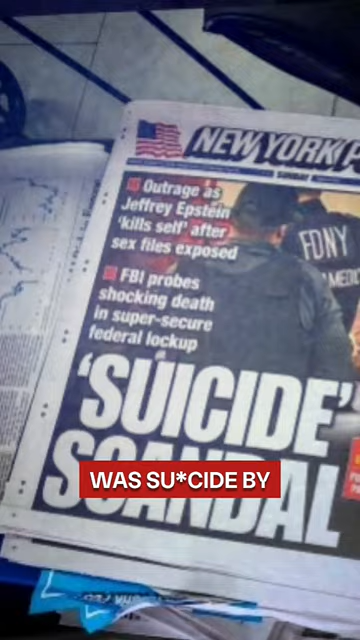 NEW YORK P
SUNDAY
Outrage as
Jeffrey Epstein
'kills self' after
sex files exposed
FDNY
FBI probes
shocking death
in super-secure
federal lockup
'SUICIDE'
SCANDAL
WAS SU*CIDE BY